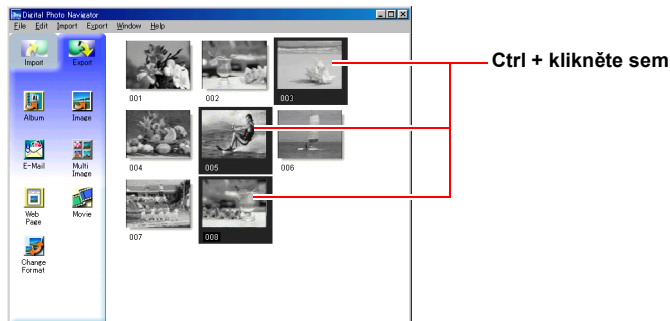 Digital Photo Navigator
File Edit Import Export Window Help
Import Export
Ctrl + klikněte sem
001 002 003
Album Image
004 005 006
E-Mail Multi Image
007 008
Web Page Movie
Change Format